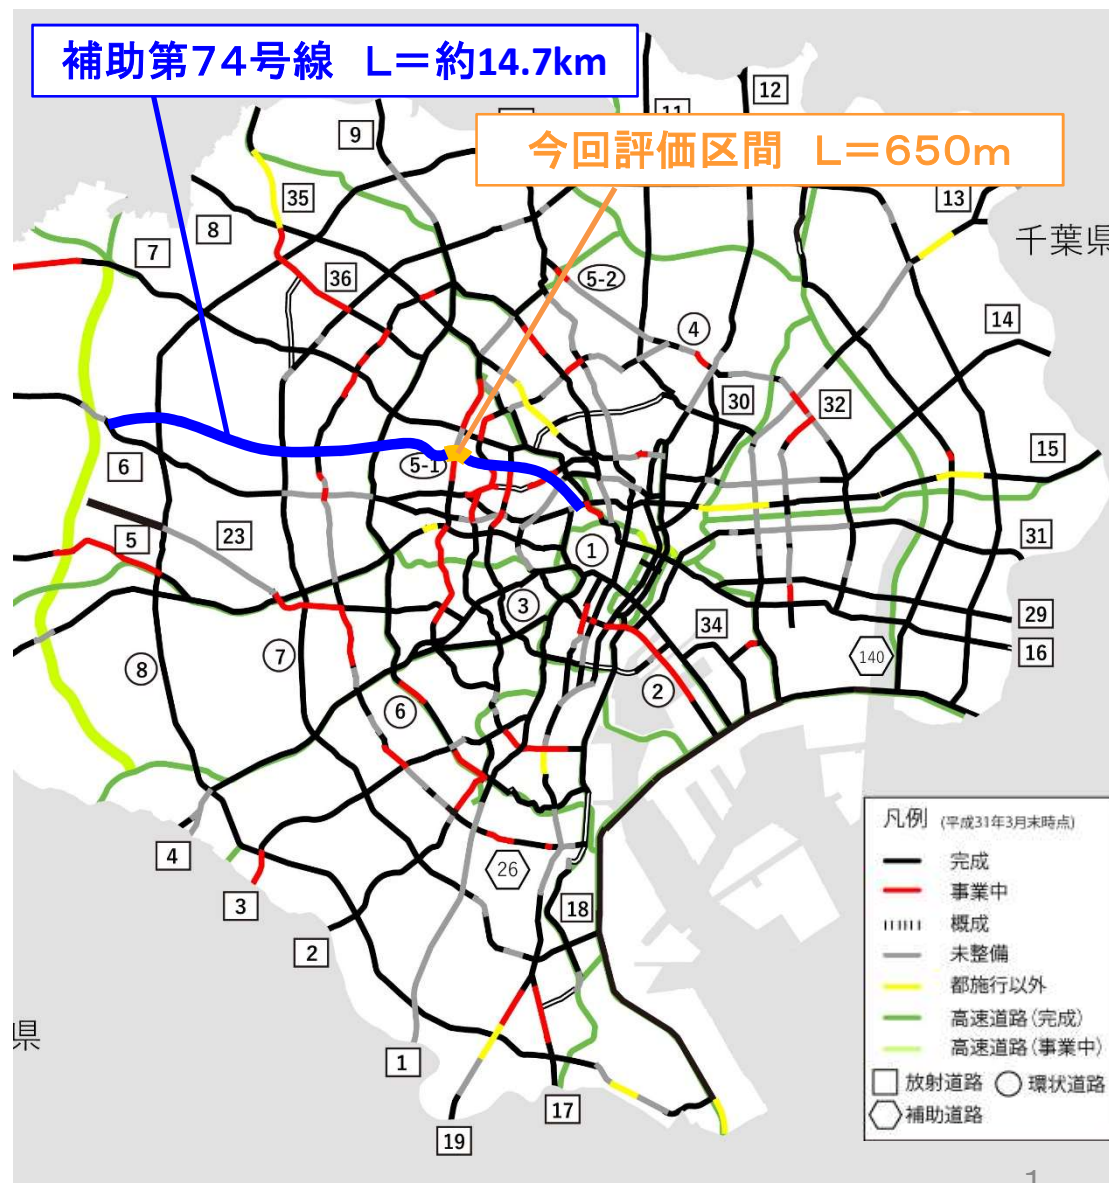 補助第74号線　L＝約14.7km
今回評価区間　L＝650m
9
11
12
13
千葉県
35
8
7
36
5-2
14
4
30
32
15
6
5-1
23
5
1
31
3
29
34
16
140
8
7
2
6
4
3
2
26
18
1
17
19
県
凡例 (平成31年3月末時点)
完成
事業中
概成
未整備
都施行以外
高速道路(完成)
高速道路(事業中)
放射道路 環状道路
補助道路
1